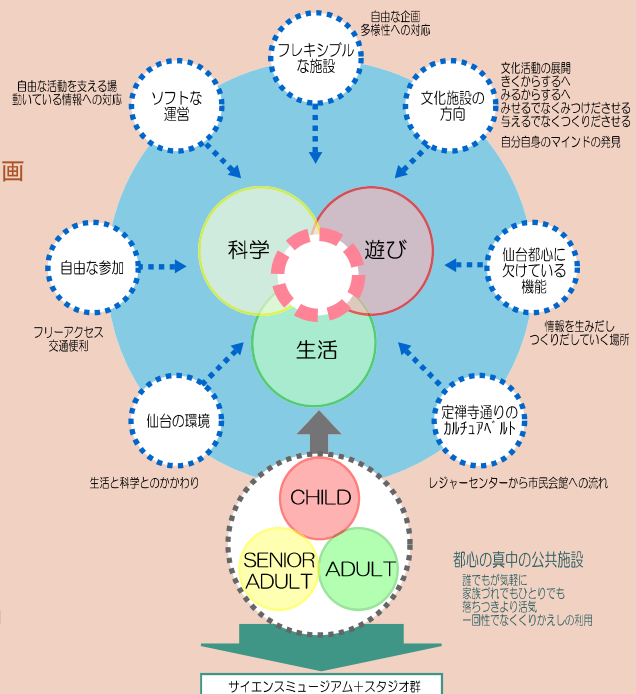 自由な企画
多様性への対応
フレキシブル
な施設
自由な活動を支える場
動いている情報への対応
ソフトな
運営
文化施設の
方向
文化活動の展開
きくからするへ
みるからするへ
みせるでなくみつけださせる
与えるでなくつくりださせる
自分自身のマインドの発見
画
科学
遊び
生活
自由な参加
フリーアクセス
交通便利
仙台都心に
欠けている
機能
情報を生みだし
つくりだしていく場所
仙台の環境
生活と科学とのかかわり
定禅寺通りの
カルチュアベルト
レジャーセンターから市民会館への流れ
CHILD
SENIOR
ADULT
ADULT
都心の真中の公共施設
誰でもが気軽に
家族づれでもひとりでも
落ちつきより活気
一回性でなくくりかえしの利用
サイエンスミュージアム+スタジオ群